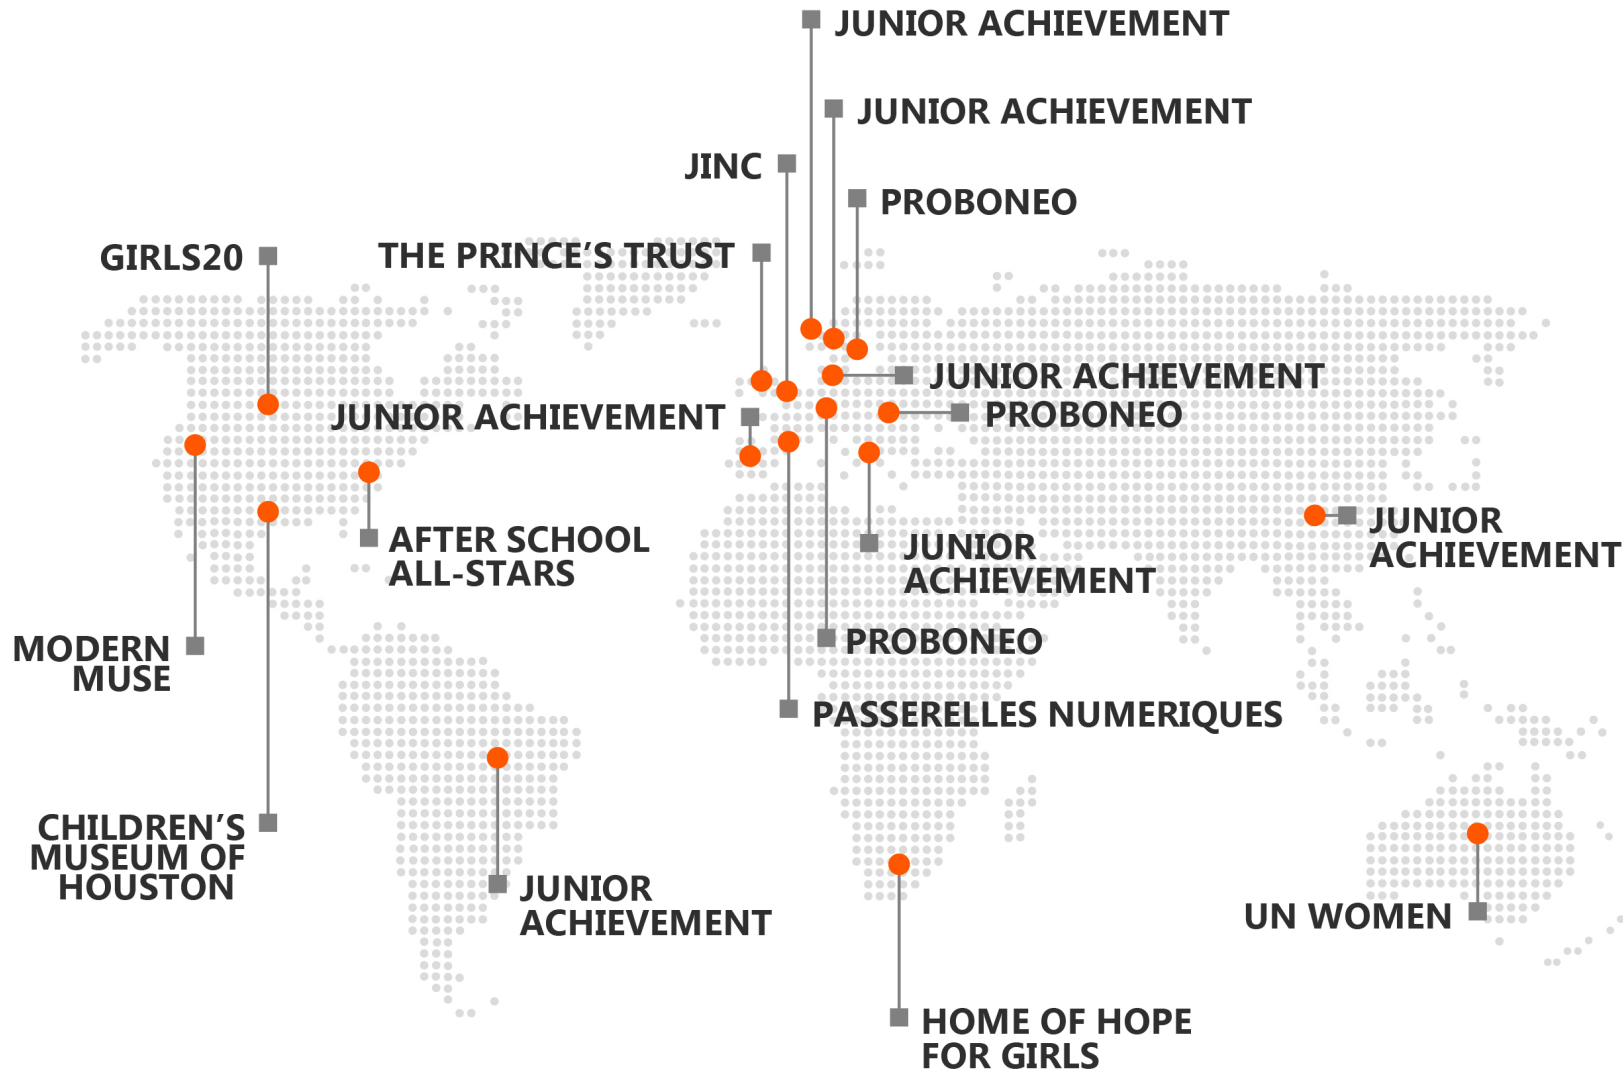 JUNIOR ACHIEVEMENT
JUNIOR ACHIEVEMENT
JINC
PROBONEO
GIRLS20
THE PRINCE’S TRUST
JUNIOR ACHIEVEMENT
JUNIOR ACHIEVEMENT
PROBONEO
AFTER SCHOOL
ALL-STARS
JUNIOR
ACHIEVEMENT
JUNIOR
ACHIEVEMENT
MODERN
MUSE
PROBONEO
PASSERELLES NUMERIQUES
CHILDREN’S
MUSEUM OF
HOUSTON
JUNIOR
ACHIEVEMENT
UN WOMEN
HOME OF HOPE
FOR GIRLS